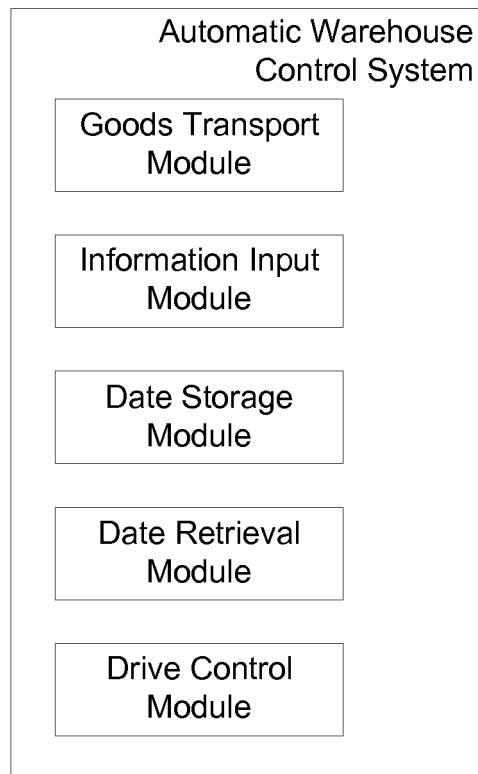 Automatic Warehouse
Control System
Goods Transport
Module
Information Input
Module
Date Storage
Module
Date Retrieval
Module
Drive Control
Module